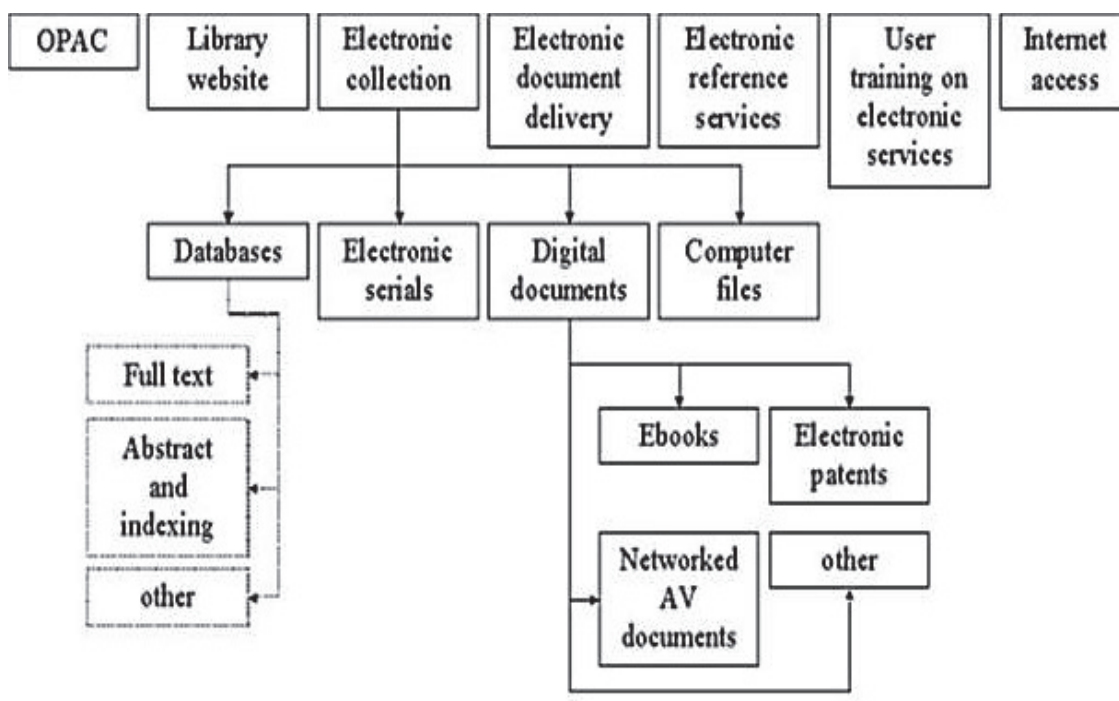 OPAC
Library
website
Electronic
collection
Electronic
document
delivery
Electronic
reference
services
User
training on
electronic
services
Internet
access
Databases
Electronic
serials
Digital
documents
Computer
files
Full text
Abstract
and
indexing
other
Ebooks
Electronic
patents
Networked
AV
documents
other